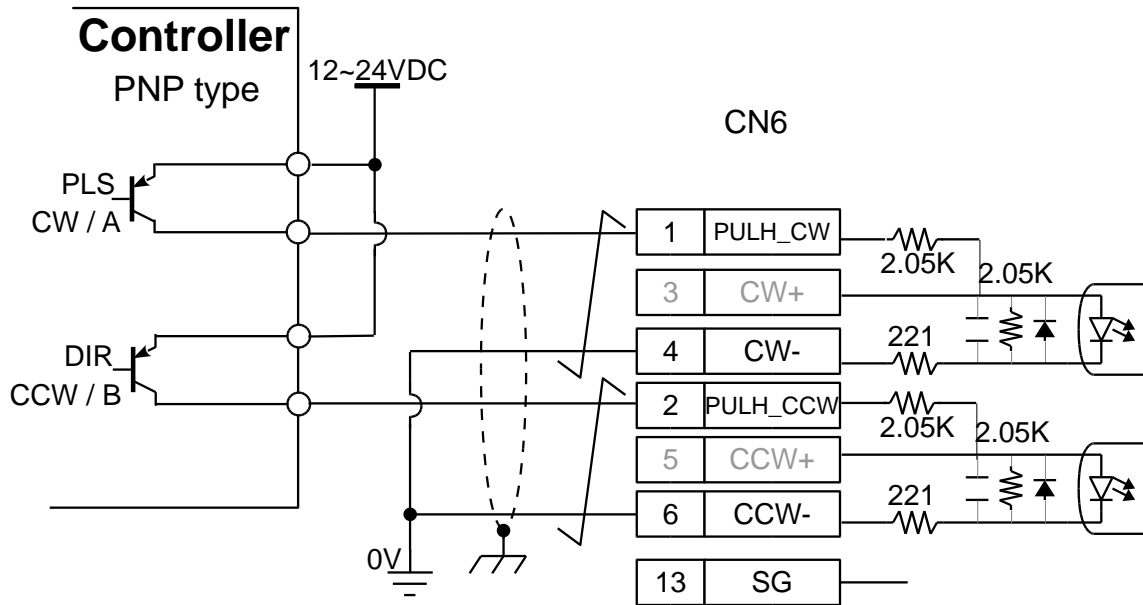 Controller
PNP type
12~24VDC
CN6
PLS
CW / A
DIR
CCW / B
0V
1 PULH_CW
3 CW+
4 CW-
2 PULH_CCW
5 CCW+
6 CCW-
13 SG
2.05K
2.05K
221
2.05K
2.05K
221